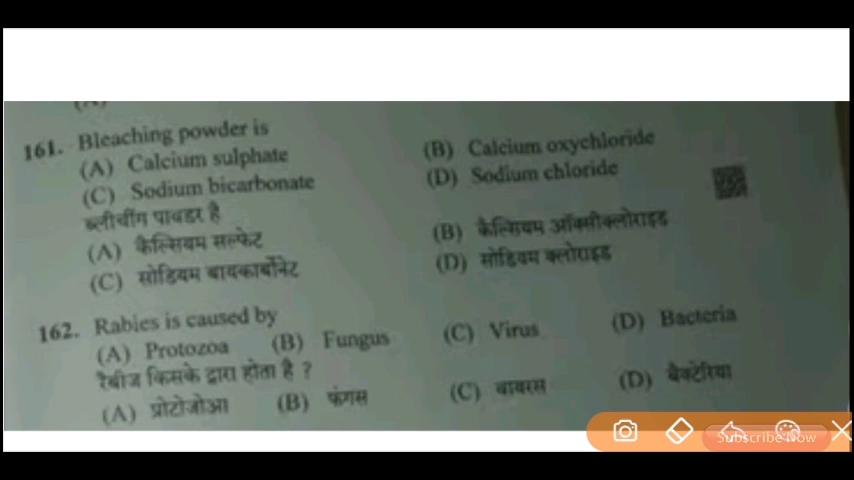 161. Bleaching powder is
(A) Calcium sulphate (B) Calcium oxychloride
(C) Sodium bicarbonate (D) Sodium chloride
ब्लीचींग पावडर है
(A) कैल्सियम सल्फेट (B) कैल्सियम ऑक्सीक्लोराइड
(C) सोडियम बायकार्बोनेट (D) सोडियम क्लोराइड
162. Rabies is caused by
(A) Protozoa (B) Fungus (C) Virus (D) Bacteria
रैबीज किसके द्वारा होता है ?
(A) प्रोटोजोआ (B) फंगस (C) वायरस (D) बैक्टेरिया
Subscribe Now